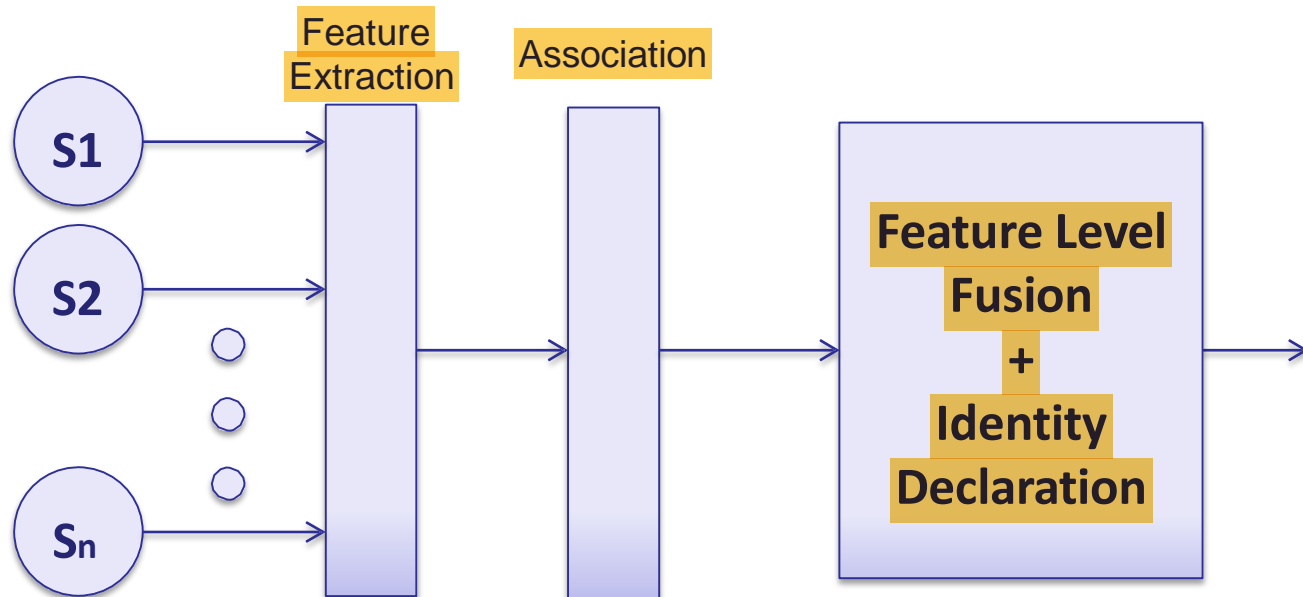 Feature
Extraction
Association
S1
S2
Sn
Feature Level
Fusion
+
Identity
Declaration